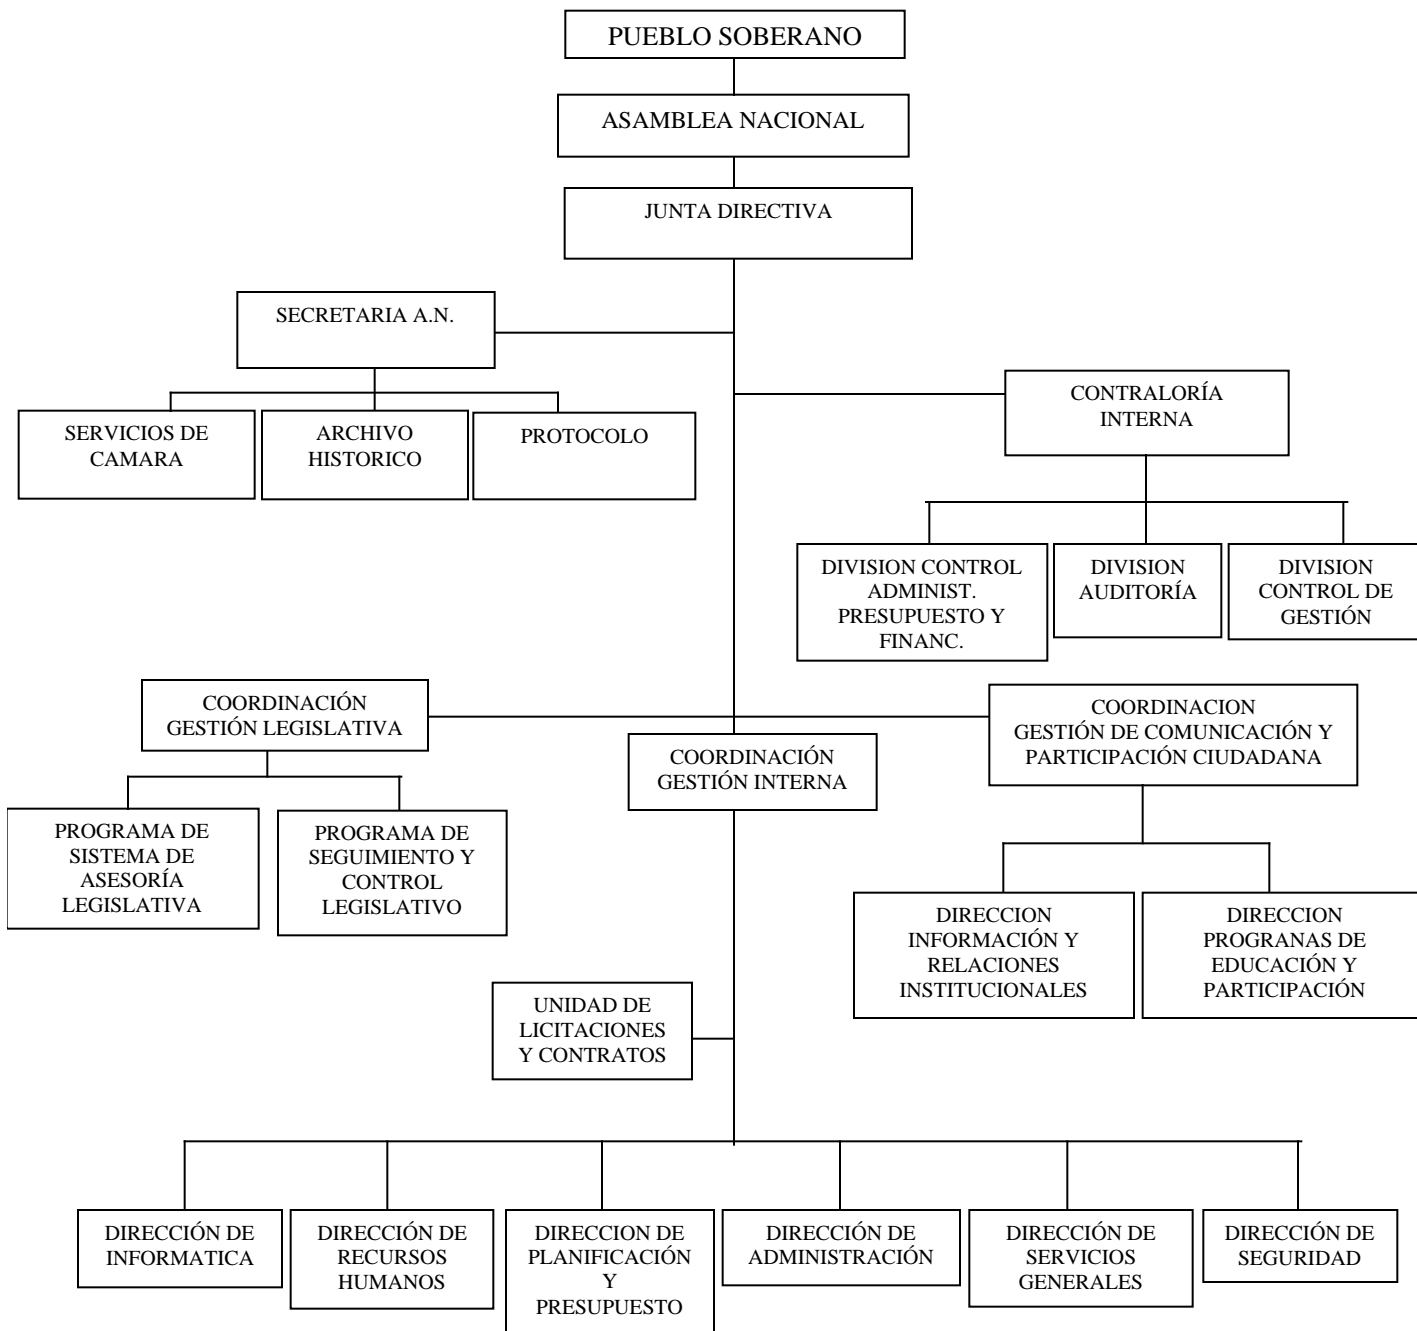 PUEBLO SOBERANO
ASAMBLEA NACIONAL
JUNTA DIRECTIVA
SECRETARIA A.N.
CONTRALORÍA
INTERNA
SERVICIOS DE
CAMARA
ARCHIVO
HISTORICO
PROTOCOLO
DIVISION CONTROL
ADMINIST.
PRESUPUESTO Y
FINANC.
DIVISION
AUDITORÍA
DIVISION
CONTROL DE
GESTIÓN
COORDINACIÓN
GESTIÓN LEGISLATIVA
COORDINACIÓN
GESTIÓN INTERNA
COORDINACION
GESTIÓN DE COMUNICACIÓN Y
PARTICIPACIÓN CIUDADANA
PROGRAMA DE
SISTEMA DE
ASESORÍA
LEGISLATIVA
PROGRAMA DE
SEGUIMIENTO Y
CONTROL
LEGISLATIVO
DIRECCION
INFORMACIÓN Y
RELACIONES
INSTITUCIONALES
DIRECCION
PROGRANAS DE
EDUCACIÓN Y
PARTICIPACIÓN
UNIDAD DE
LICITACIONES
Y CONTRATOS
DIRECCIÓN DE
INFORMATICA
DIRECCIÓN DE
RECURSOS
HUMANOS
DIRECCION DE
PLANIFICACIÓN
Y
PRESUPUESTO
DIRECCIÓN DE
ADMINISTRACIÓN
DIRECCIÓN DE
SERVICIOS
GENERALES
DIRECCIÓN DE
SEGURIDAD